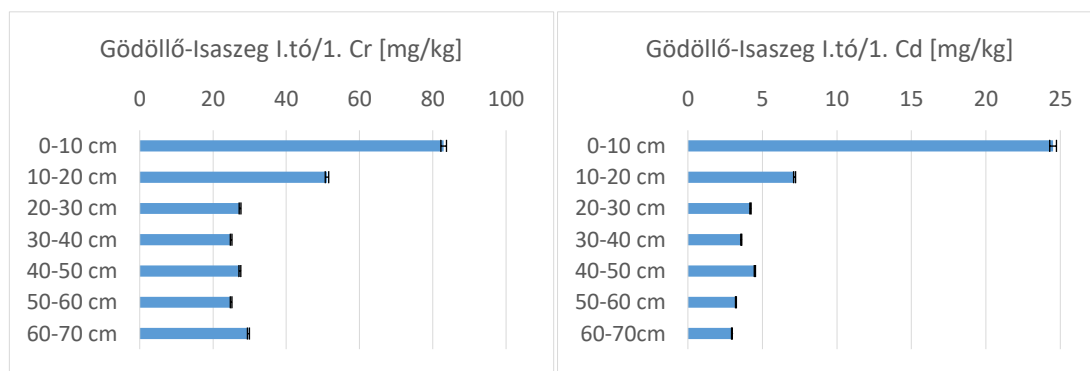 Gödöllő-Isaszeg I.tó/1. Cr [mg/kg]
0 20 40 60 80 100
0-10 cm
10-20 cm
20-30 cm
30-40 cm
40-50 cm
50-60 cm
60-70 cm
Gödöllő-Isaszeg I.tó/1. Cd [mg/kg]
0 5 10 15 20 25
0-10 cm
10-20 cm
20-30 cm
30-40 cm
40-50 cm
50-60 cm
60-70cm